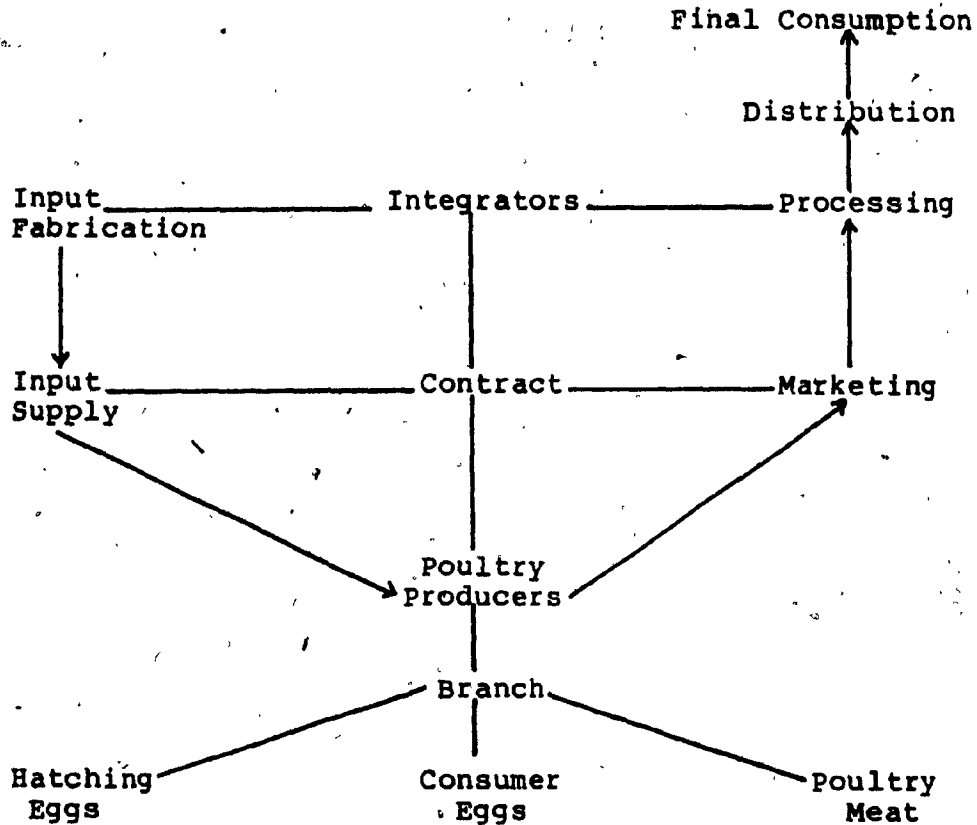 Final Consumption
Distribution
Input Integrators Processing
Fabrication
Input Contract Marketing
Supply
Poultry
Producers
Branch
Hatching Consumer Poultry
Eggs Eggs Meat